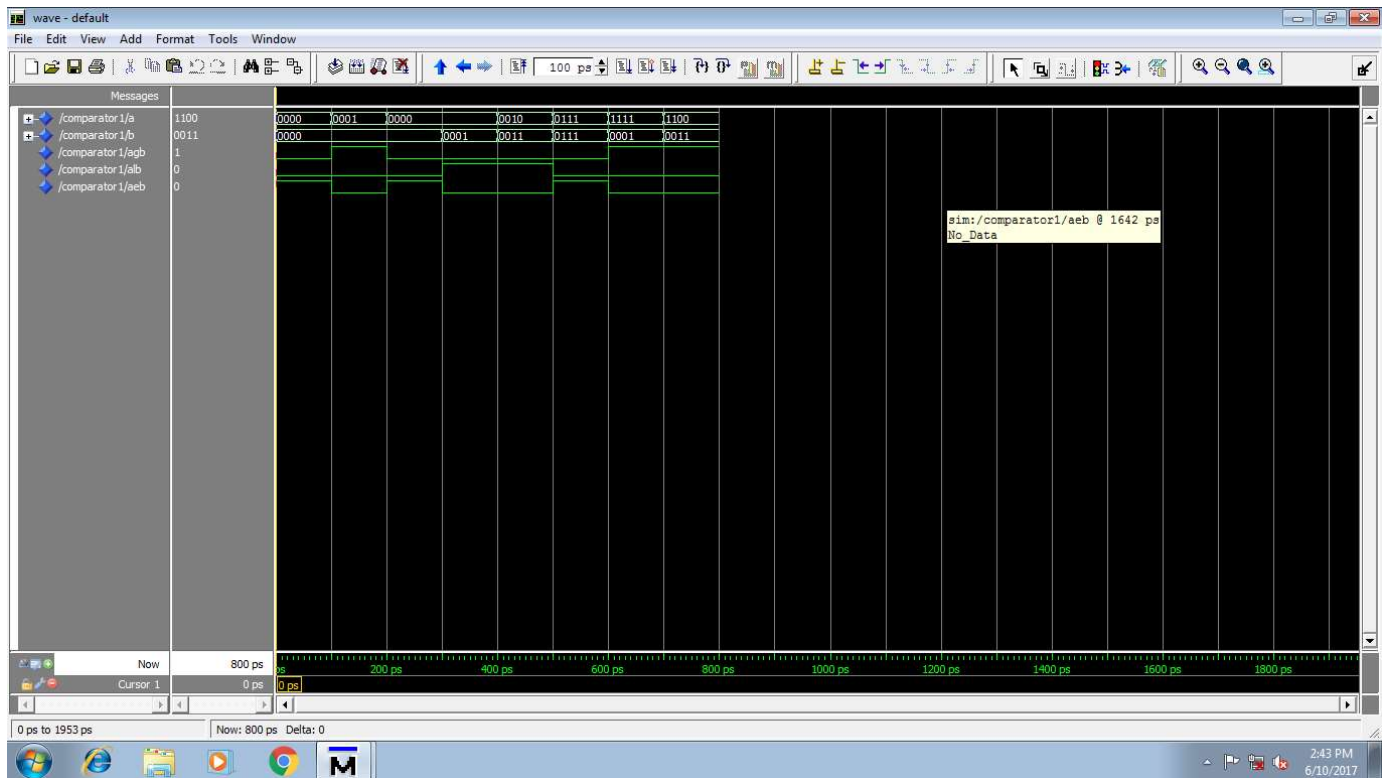 wave - default
File Edit View Add Format Tools Window
100 ps
Messages
/comparator1/a 1100 0000 0001 0000 0010 0111 1111 1100
/comparator1/b 0011 0000 0001 0011 0111 0001 0011
/comparator1/agb 1
/comparator1/alb 0
/comparator1/aeb 0
sim:/comparator1/aeb @ 1642 ps
No_Data
Now 800 ps ps 200 ps 400 ps 600 ps 800 ps 1000 ps 1200 ps 1400 ps 1600 ps 1800 ps
Cursor 1 0 ps 0 ps
0 ps to 1953 ps Now: 800 ps Delta: 0
M
2:43 PM
6/10/2017